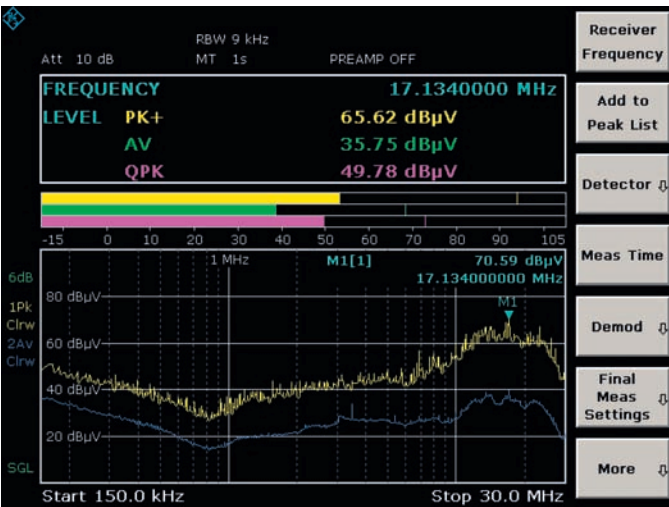 RBW 9 kHz
Att 10 dB MT 1s PREAMP OFF
FREQUENCY 17.1340000 MHz
LEVEL PK+ 65.62 dBµV
AV 35.75 dBµV
QPK 49.78 dBµV
-15 0 10 20 30 40 50 60 70 80 90 105
1 MHz M1[1] 70.59 dBµV
17.134000000 MHz
M1
6dB
1Pk
Clrw
2Av
Clrw
SGL
80 dBµV
60 dBµV
40 dBµV
20 dBµV
Start 150.0 kHz Stop 30.0 MHz
Receiver
Frequency
Add to
Peak List
Detector
Meas Time
Demod
Final
Meas
Settings
More